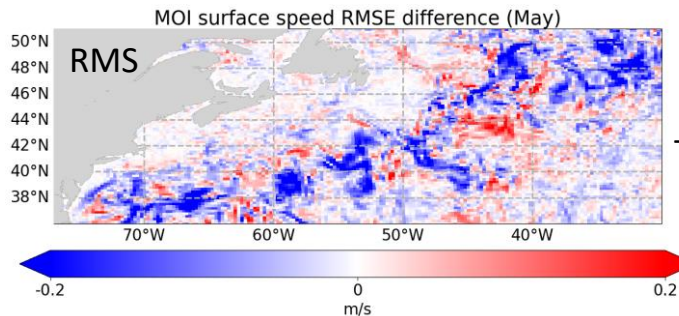 MOI surface speed RMSE difference (May)
RMS
50°N
48°N
46°N
44°N
42°N
40°N
38°N
70°W 60°W 50°W 40°W
-0.2 0 0.2
m/s